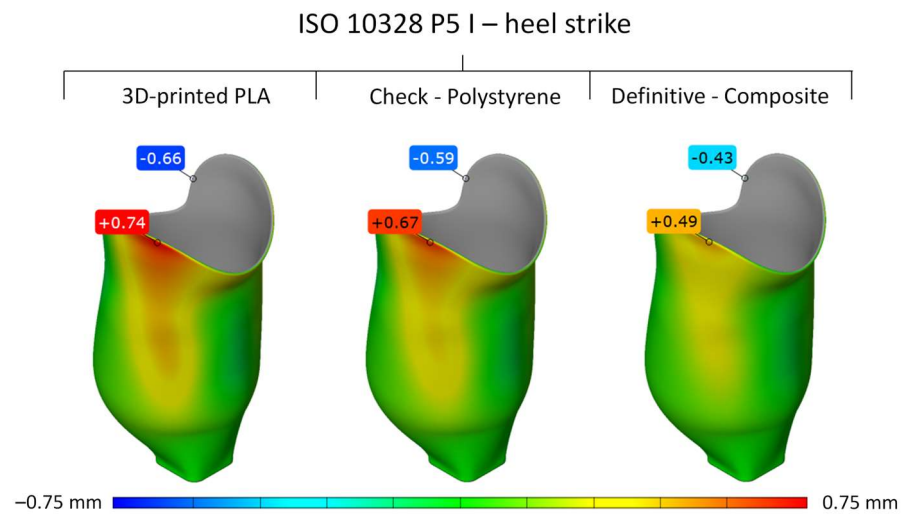 ISO 10328 P5 I – heel strike
3D-printed PLA
Check - Polystyrene
Definitive - Composite
-0.66
-0.59
-0.43
+0.74
+0.67
+0.49
–0.75 mm
0.75 mm